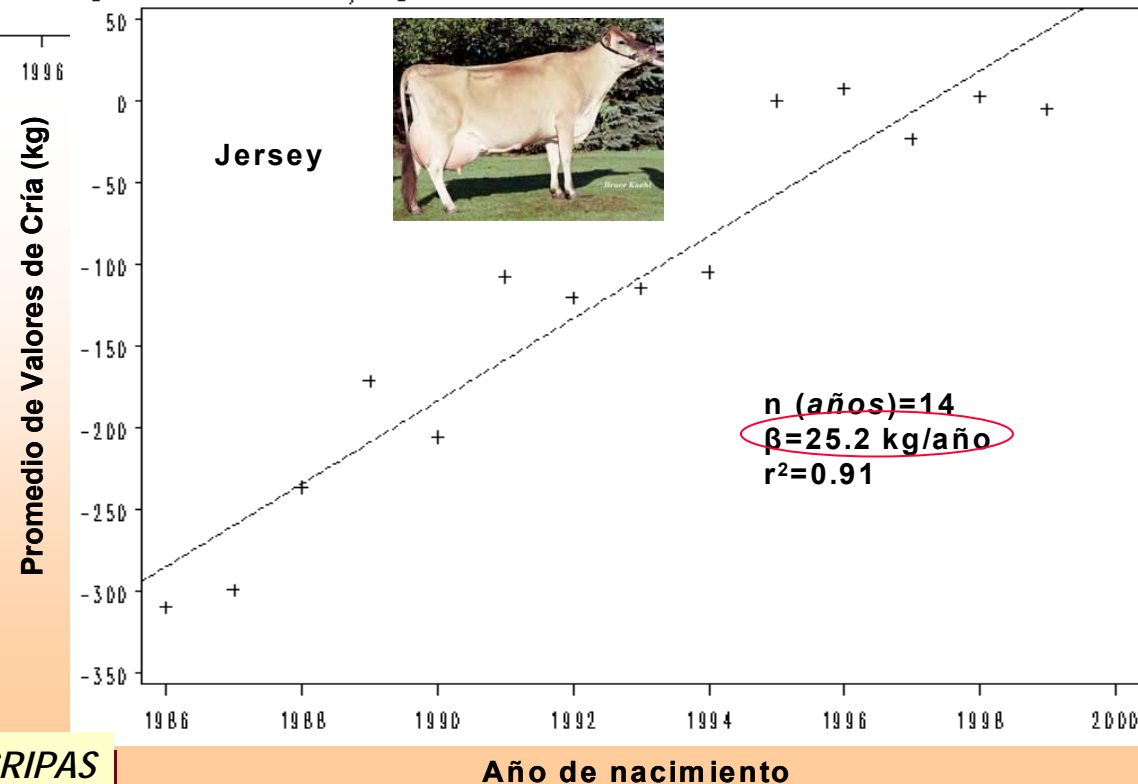 50
1996
0
Jersey
-50
Bruce Kuehl
-100
-150
n (años)=14
-200
β=25.2 kg/año
r²=0.91
-250
-300
-350
Promedio de Valores de Cría (kg)
1986 1988 1990 1992 1994 1996 1998 2000
RIPAS
Año de nacimiento